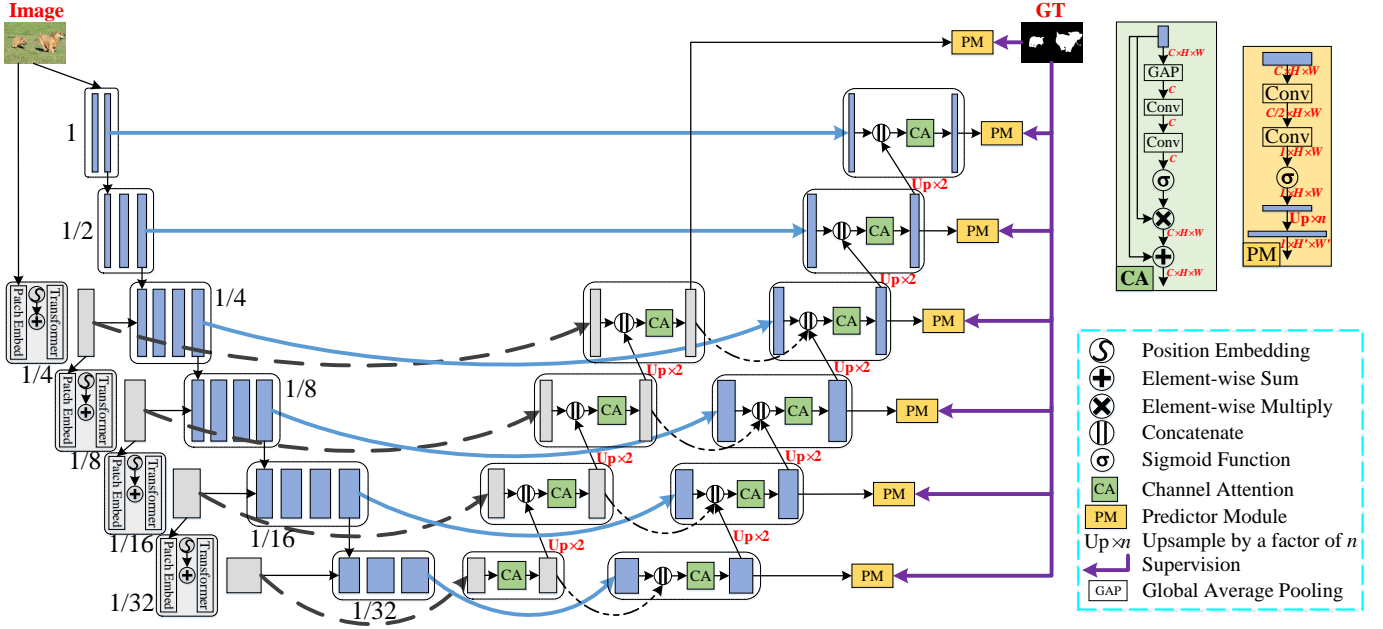 Image
GT
PM
1
CA
PM
Up×2
1/2
CA
PM
Up×2
Transformer
Patch Embed
1/4
1/4
CA
CA
PM
Up×2
Up×2
Transformer
Patch Embed
1/8
1/8
CA
CA
PM
Up×2
Up×2
Transformer
Patch Embed
1/16
1/16
CA
CA
PM
Up×2
Up×2
Transformer
Patch Embed
1/32
1/32
CA
CA
PM
C×H×W
GAP
C
Conv
C
Conv
C
σ
C×H×W
C×H×W
CA
C×H×W
Conv
C/2×H×W
Conv
1×H×W
σ
1×H×W
Up×n
1×H'×W'
PM
Position Embedding
Element-wise Sum
Element-wise Multiply
Concatenate
σ Sigmoid Function
CA Channel Attention
PM Predictor Module
Up×n Upsample by a factor of n
Supervision
GAP Global Average Pooling